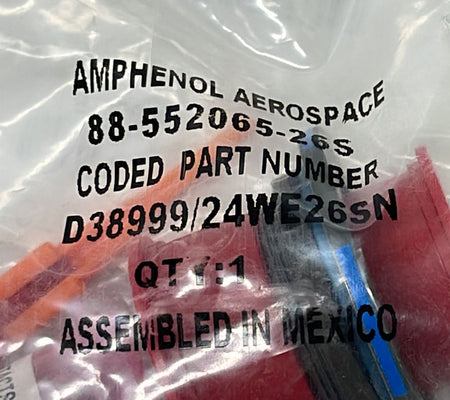 AMPHENOL AEROSPACE
88-552065-26S
CODED PART NUMBER
D38999/24WE26SN
QTY:1
ASSEMBLED IN MEXICO